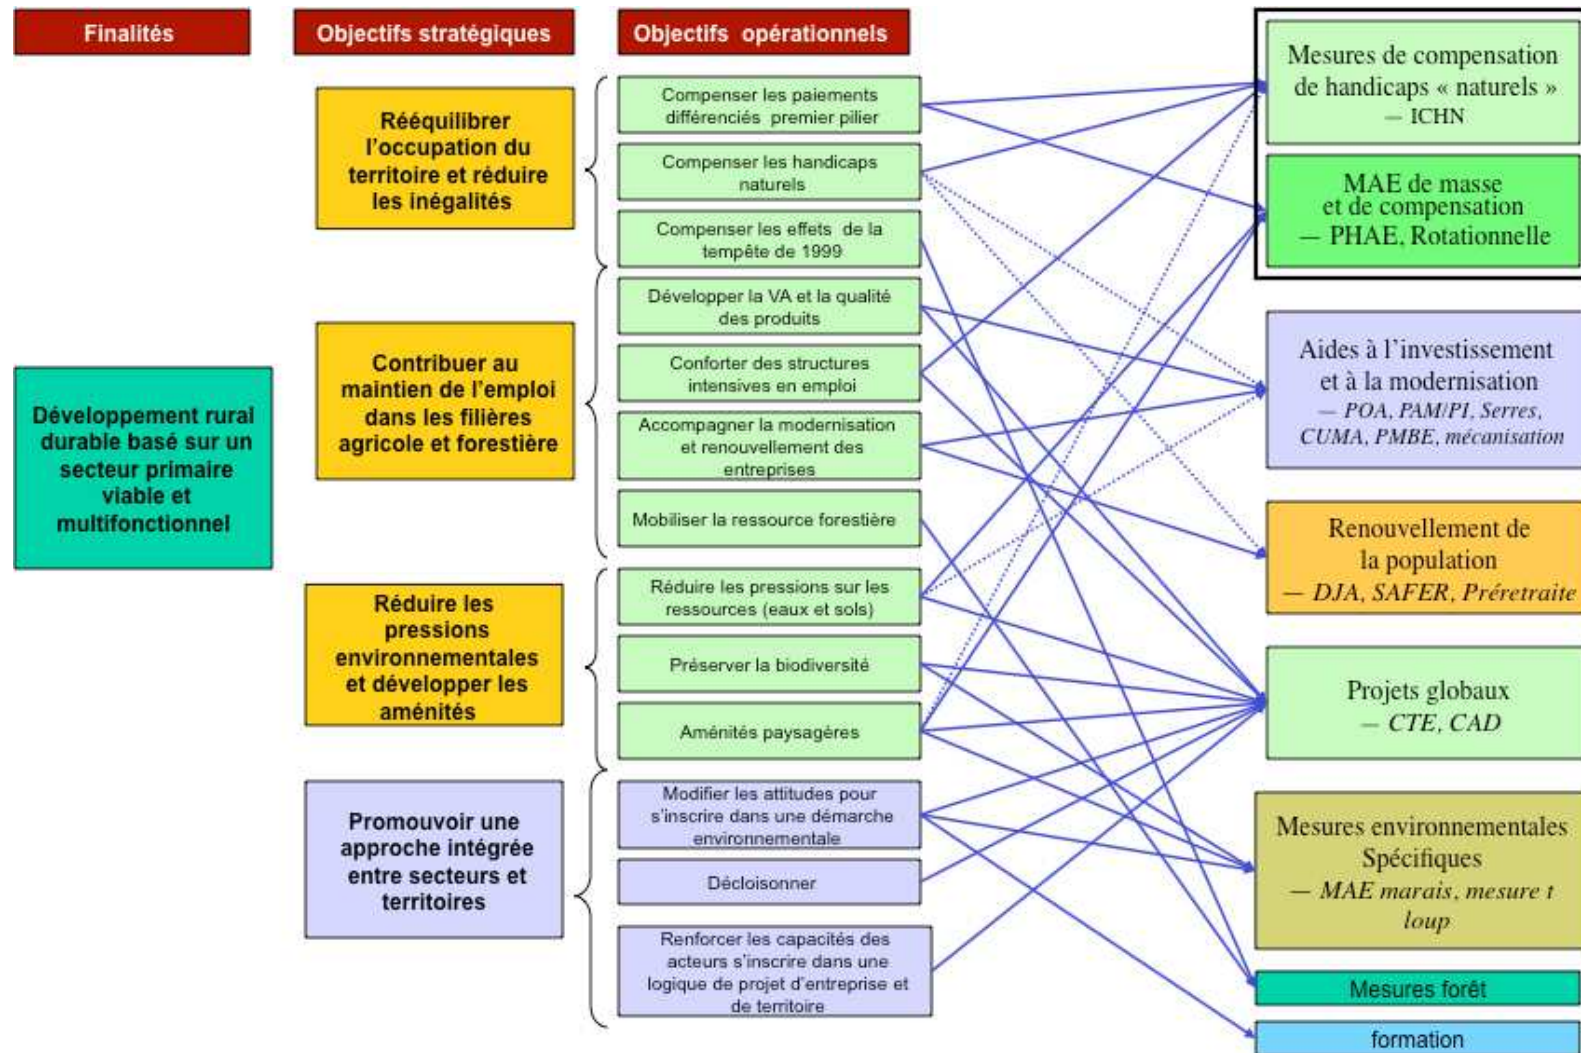 Finalités
Objectifs stratégiques
Objectifs opérationnels
Développement rural
durable basé sur un
secteur primaire
viable et
multifonctionnel
Rééquilibrer
l'occupation du
territoire et réduire
les inégalités
Contribuer au
maintien de l'emploi
dans les filières
agricole et forestière
Réduire les
pressions
environnementales
et développer les
aménités
Promouvoir une
approche intégrée
entre secteurs et
territoires
Compenser les paiements
différenciés premier pilier
Compenser les handicaps
naturels
Compenser les effets de la
tempête de 1999
Développer la VA et la qualité
des produits
Conforter des structures
intensives en emploi
Accompagner la modernisation
et renouvellement des
entreprises
Mobiliser la ressource forestière
Réduire les pressions sur les
ressources (eaux et sols)
Préserver la biodiversité
Aménités paysagères
Modifier les attitudes pour
s'inscrire dans une démarche
environnementale
Décloisonner
Renforcer les capacités des
acteurs s'inscrire dans une
logique de projet d'entreprise et
de territoire
Mesures de compensation
de handicaps « naturels »
— ICHN
MAE de masse
et de compensation
— PHAE, Rotationnelle
Aides à l'investissement
et à la modernisation
— POA, PAM/PI, Serres,
CUMA, PMBE, mécanisation
Renouvellement de
la population
— DJA, SAFER, Préretraite
Projets globaux
— CTE, CAD
Mesures environnementales
Spécifiques
— MAE marais, mesure t
loup
Mesures forêt
formation